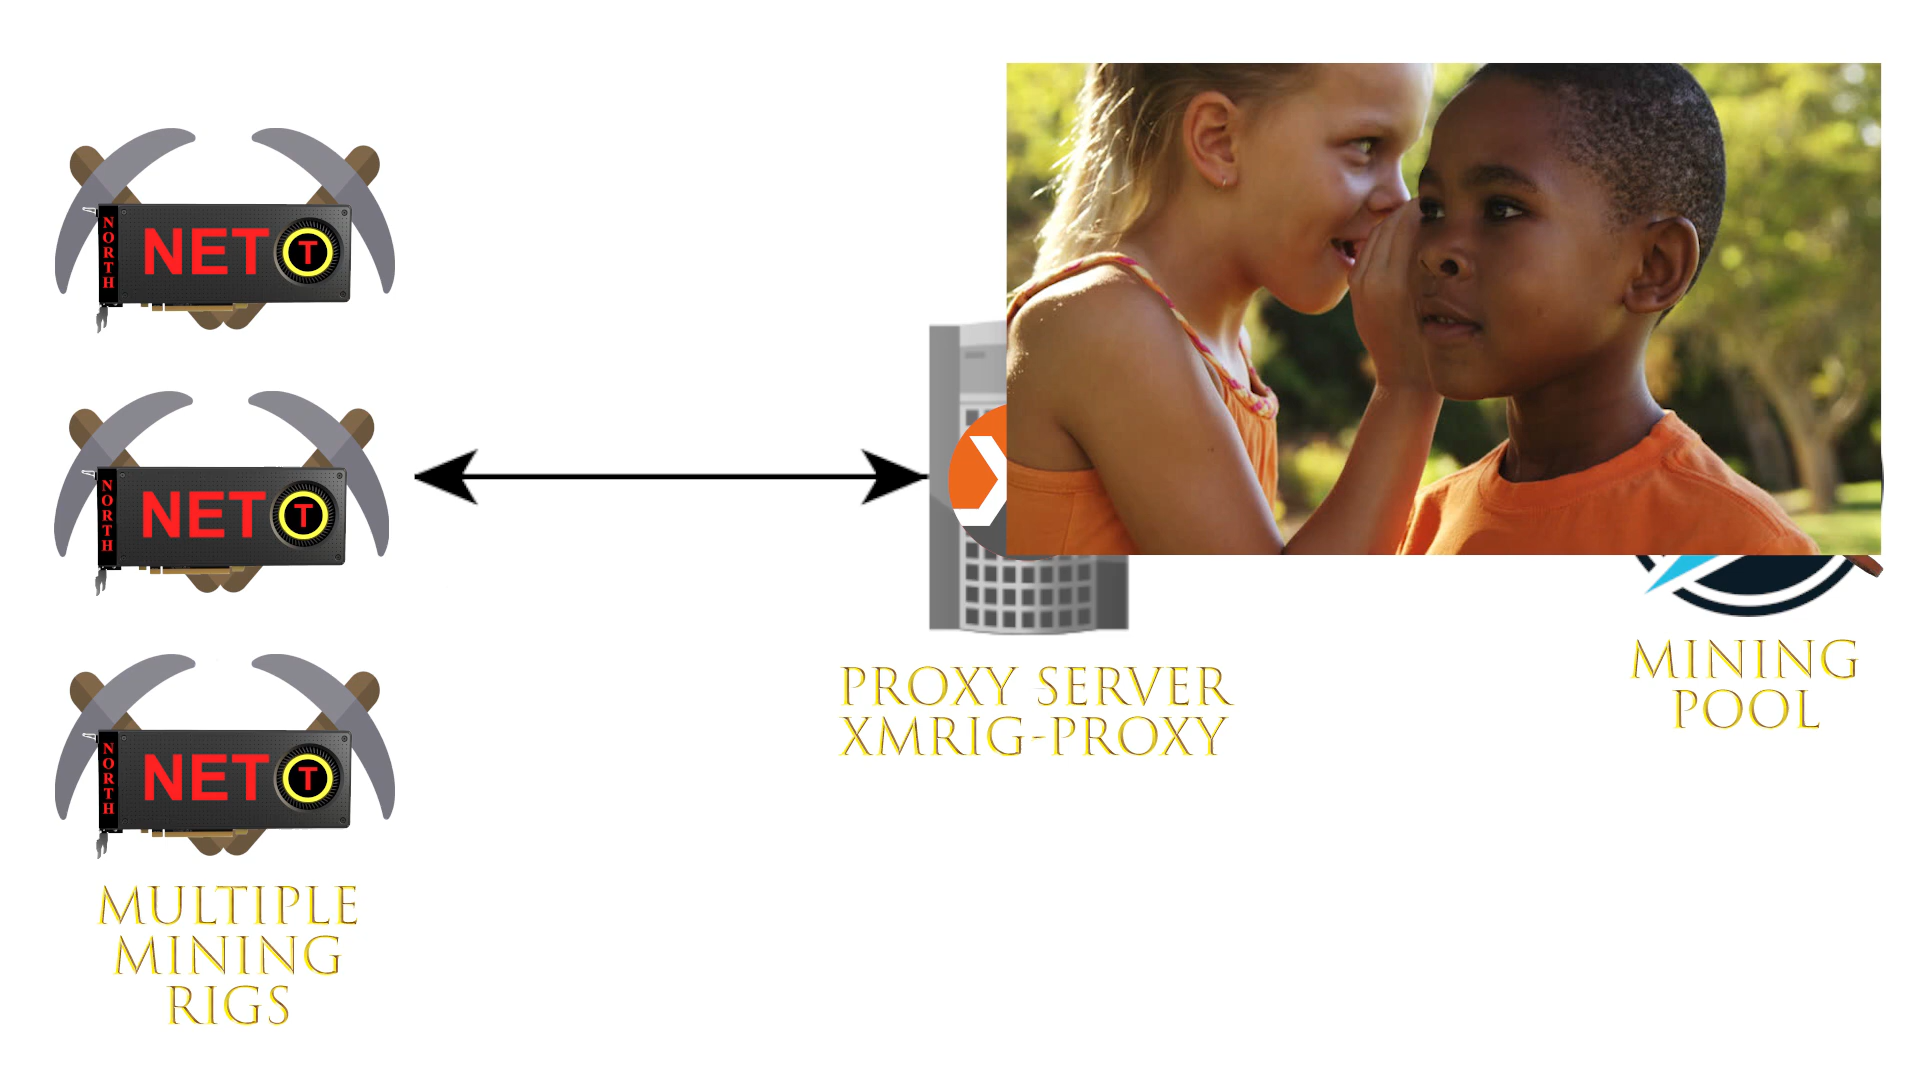 NORTH
NET T
NORTH
NET T
NORTH
NET T
MULTIPLE
MINING
RIGS
PROXY SERVER
XMRIG-PROXY
MINING
POOL